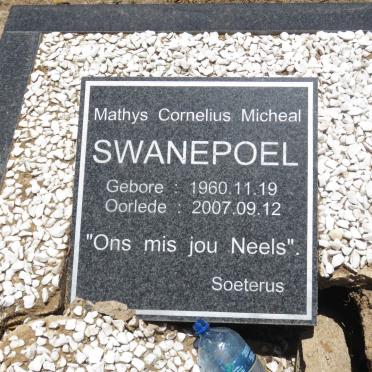 Mathys Cornelius Micheal
SWANEPOEL
Gebore : 1960.11.19
Oorlede : 2007.09.12
"Ons mis jou Neels".
Soeterus